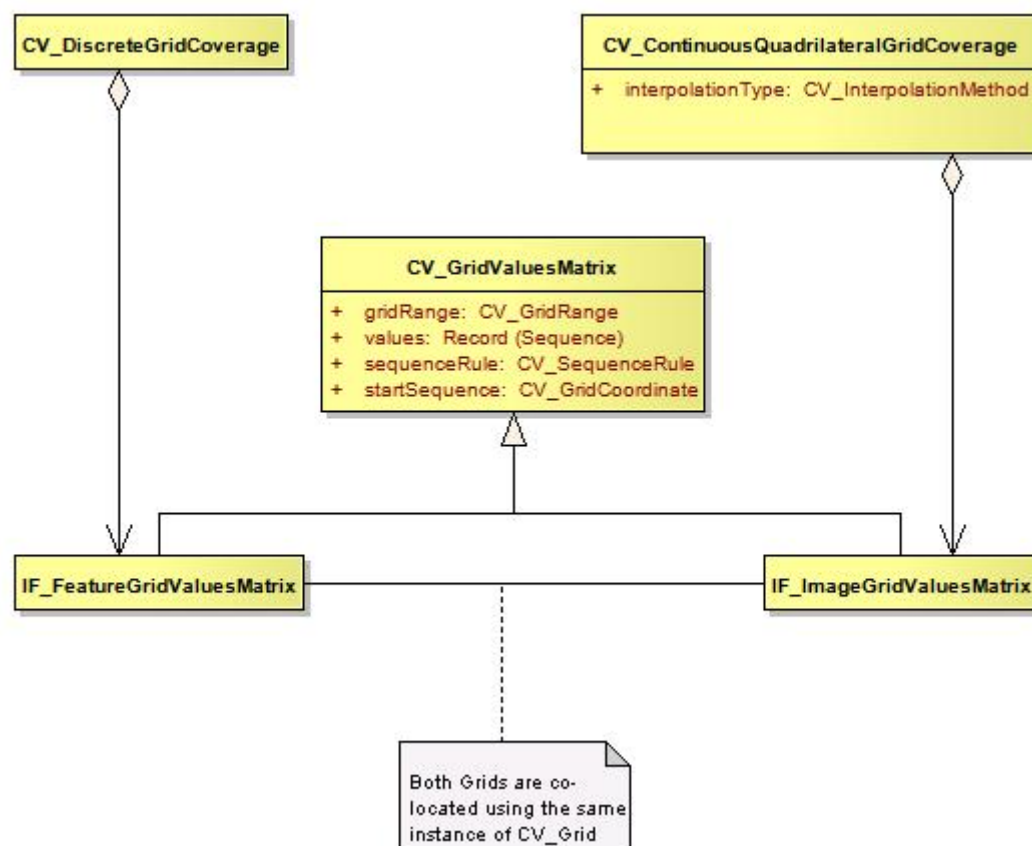 CV_DiscreteGridCoverage
CV_ContinuousQuadrilateralGridCoverage
+ interpolationType: CV_InterpolationMethod
CV_GridValuesMatrix
+ gridRange: CV_GridRange
+ values: Record (Sequence)
+ sequenceRule: CV_SequenceRule
+ startSequence: CV_GridCoordinate
IF_FeatureGridValuesMatrix
IF_ImageGridValuesMatrix
Both Grids are co-
located using the same
instance of CV_Grid